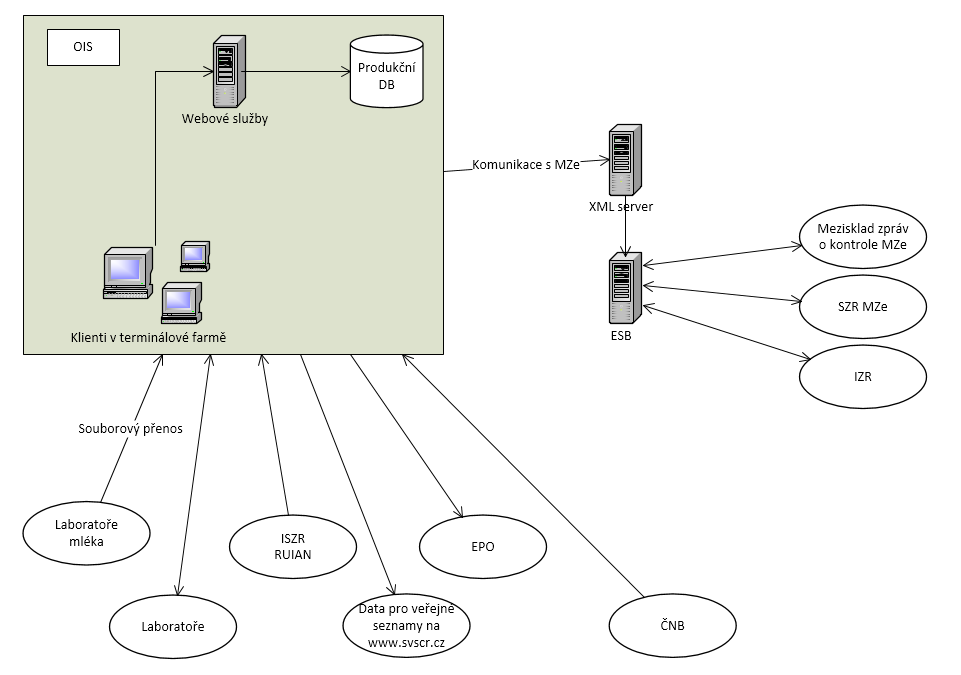 OIS
Webové služby
Produkční
DB
Klienti v terminálové farmě
Komunikace s MZe
XML server
ESB
Mezisklad zpráv
o kontrole MZe
SZR MZe
IZR
Souborový přenos
Laboratoře
mléka
Laboratoře
ISZR
RUIAN
Data pro veřejné
seznamy na
www.svscr.cz
EPO
ČNB